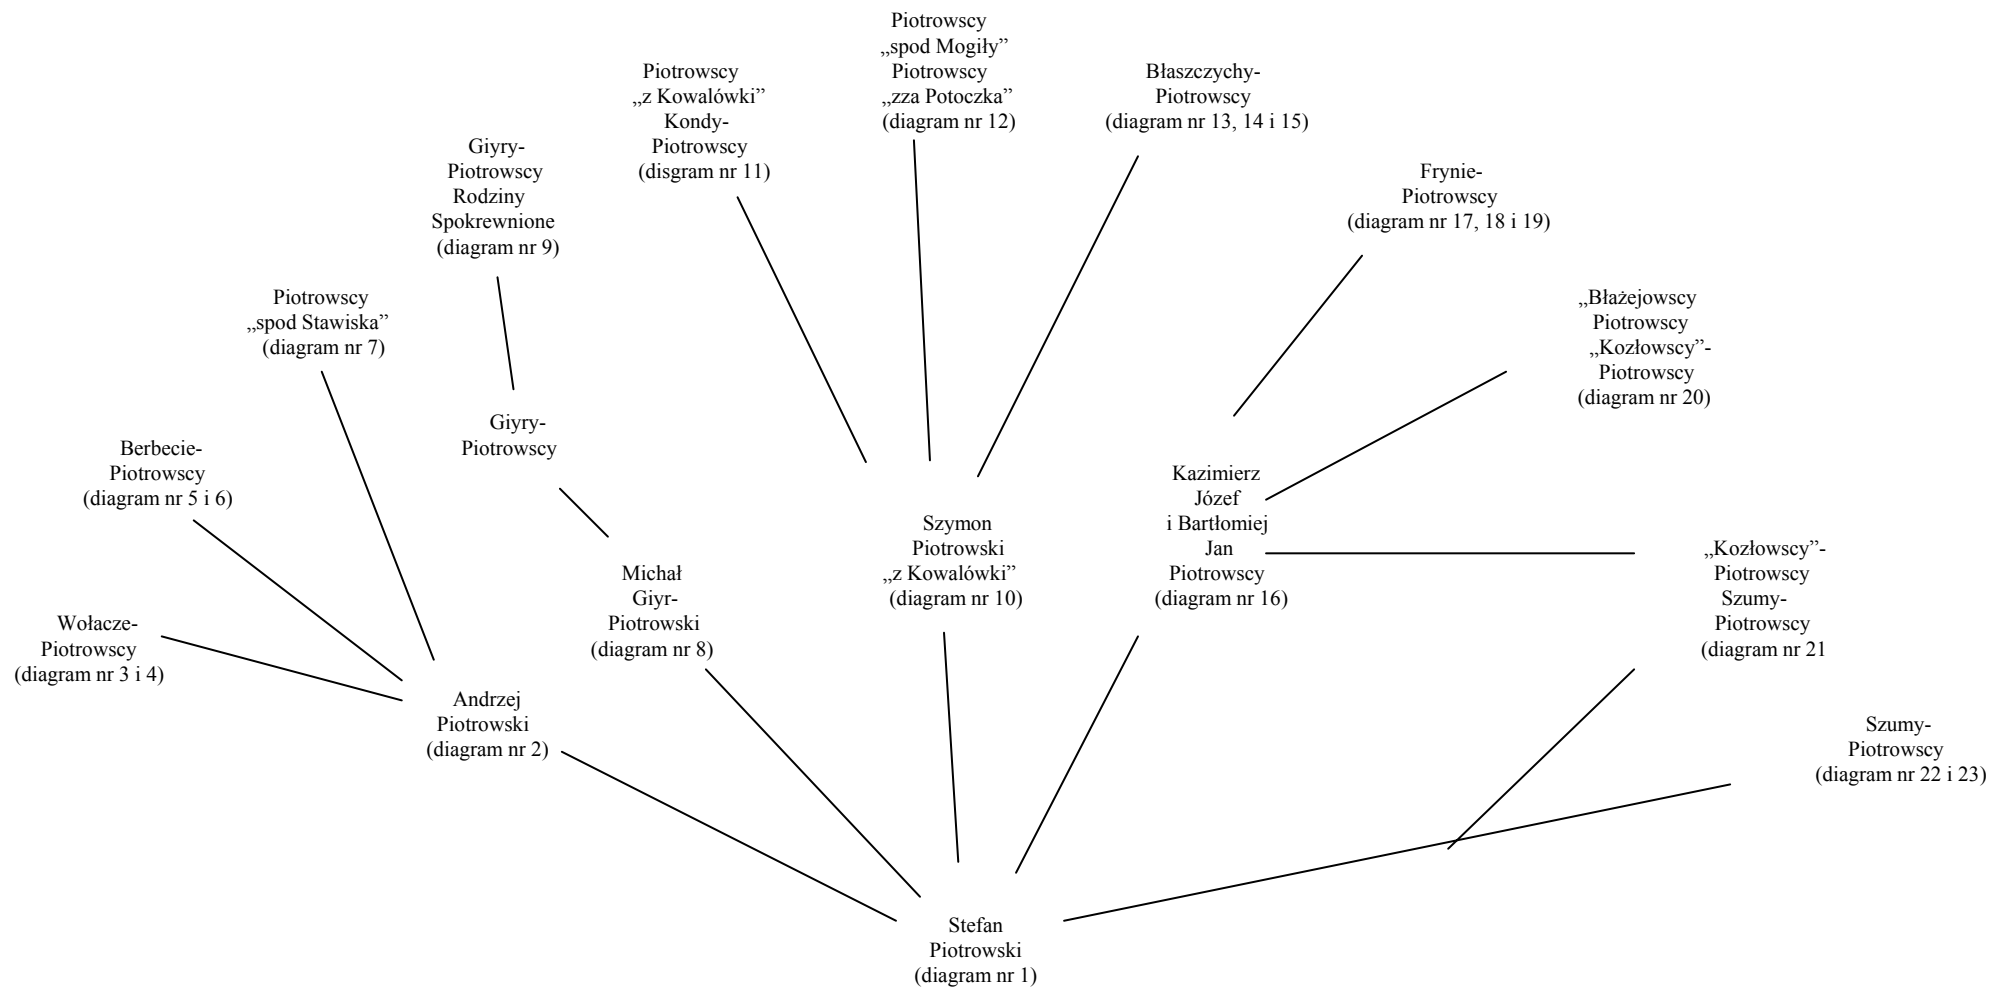 Piotrowscy
„spod Mogiły”
Piotrowscy
„zza Potoczka”
(diagram nr 12)
Piotrowscy
„z Kowalówki”
Kondy-
Piotrowscy
(disgram nr 11)
Błaszczychy-
Piotrowscy
(diagram nr 13, 14 i 15)
Giyry-
Piotrowscy
Rodziny
Spokrewnione
(diagram nr 9)
Frynie-
Piotrowscy
(diagram nr 17, 18 i 19)
Piotrowscy
„spod Stawiska”
(diagram nr 7)
„Błażejowscy
Piotrowscy
„Kozłowscy”-
Piotrowscy
(diagram nr 20)
Giyry-
Piotrowscy
Berbecie-
Piotrowscy
(diagram nr 5 i 6)
Kazimierz
Józef
i Bartłomiej
Jan
Piotrowscy
(diagram nr 16)
Szymon
Piotrowski
„z Kowalówki”
(diagram nr 10)
„Kozłowscy”-
Piotrowscy
Szumy-
Piotrowscy
(diagram nr 21
Michał
Giyr-
Piotrowski
(diagram nr 8)
Wołacze-
Piotrowscy
(diagram nr 3 i 4)
Andrzej
Piotrowski
(diagram nr 2)
Szumy-
Piotrowscy
(diagram nr 22 i 23)
Stefan
Piotrowski
(diagram nr 1)